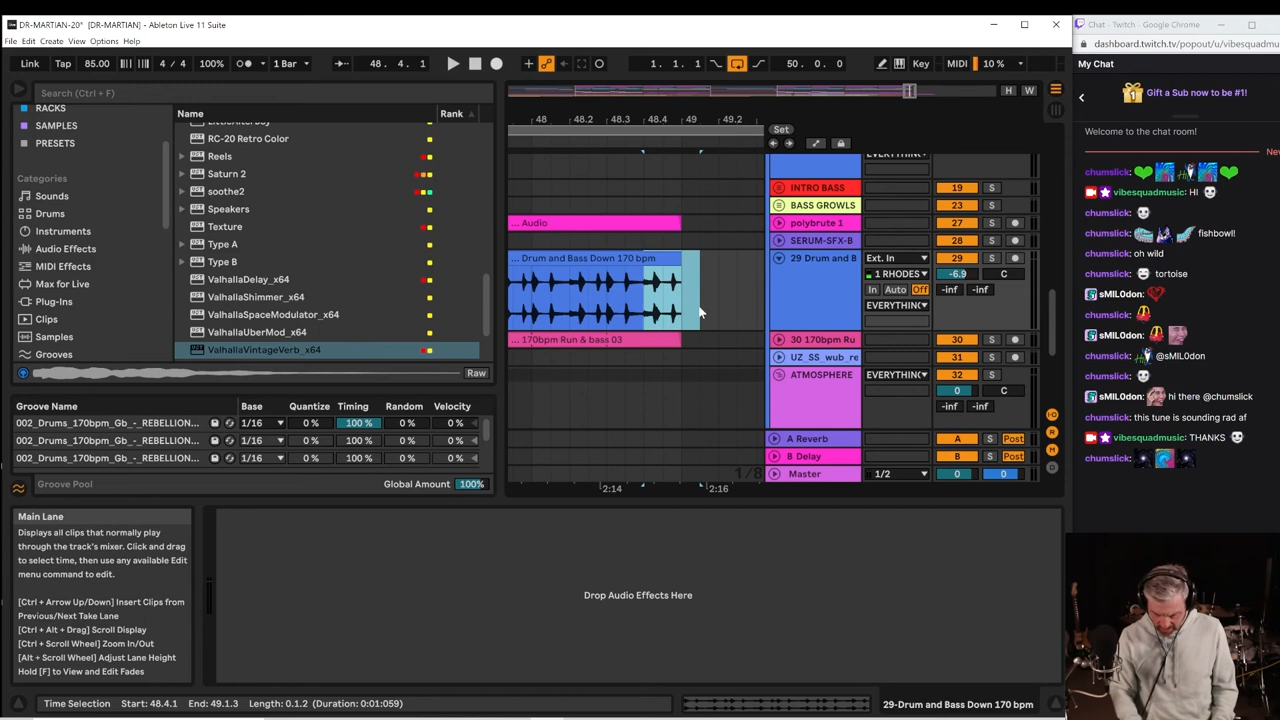 DR-MARTIAN-20* [DR-MARTIAN] - Ableton Live 11 Suite
File Edit Create View Options Help
Link Tap 85.00 4 / 4 100% 1 Bar 48. 4. 1 1. 1. 1 50. 0. 0 Key MIDI 10 %
Search (Ctrl + F)
RACKS
SAMPLES
PRESETS
Categories
Sounds
Drums
Instruments
Audio Effects
MIDI Effects
Max for Live
Plug-Ins
Clips
Samples
Grooves
Name Rank
RC-20 Retro Color
Reels
Saturn 2
soothe2
Speakers
Texture
Type A
Type B
ValhallaDelay_x64
ValhallaShimmer_x64
ValhallaSpaceModulator_x64
ValhallaUberMod_x64
ValhallaVintageVerb_x64
Raw
Groove Name Base Quantize Timing Random Velocity
002_Drums_170bpm_Gb_-_REBELLION... 1/16 0 % 100 % 0 % 0 %
002_Drums_170bpm_Gb_-_REBELLION... 1/16 0 % 100 % 0 % 0 %
002_Drums_170bpm_Gb_-_REBELLION... 1/16 0 % 100 % 0 % 0 %
Groove Pool Global Amount 100%
H W
48 48.2 48.3 48.4 49 49.2
Set
... Audio
... Drum and Bass Down 170 bpm
... 170bpm Run & bass 03
1/8
2:14 2:16
INTRO BASS 19 S
BASS GROWLS 23 S
polybrute 1 27 S
SERUM-SFX-B 28 S
29 Drum and B Ext. In 29 S
1 RHODES -6.9 C
In Auto Off -inf -inf
EVERYTHIN
30 170bpm Ru 30 S
UZ_SS_wub_re 31 S
ATMOSPHERE EVERYTHIN 32 S
0 C
-inf -inf
A Reverb A S Post
B Delay B S Post
Master 1/2 0 0
Main Lane
Displays all clips that normally play
through the track's mixer. Click and drag
to select time, then use any available Edit
menu command to edit.
[Ctrl + Arrow Up/Down] Insert Clips from
Previous/Next Take Lane
[Ctrl + Alt + Drag] Scroll Display
[Ctrl + Scroll Wheel] Zoom In/Out
[Alt + Scroll Wheel] Adjust Lane Height
Hold [F] to View and Edit Fades
Drop Audio Effects Here
Time Selection Start: 48.4.1 End: 49.1.3 Length: 0.1.2 (Duration: 0:01:059)
29-Drum and Bass Down 170 bpm
Chat - Twitch - Google Chrome
dashboard.twitch.tv/popout/u/vibesquadmu
My Chat
Gift a Sub now to be #1!
Welcome to the chat room!
chumslick:
vibesquadmusic: HI
chumslick:
chumslick: fishbowl!
chumslick: oh wild
chumslick: tortoise
sMIL0don:
sMIL0don:
chumslick: @sMIL0don
chumslick:
sMIL0don: hi there @chumslick
chumslick: this tune is sounding rad af
vibesquadmusic: THANKS
chumslick: